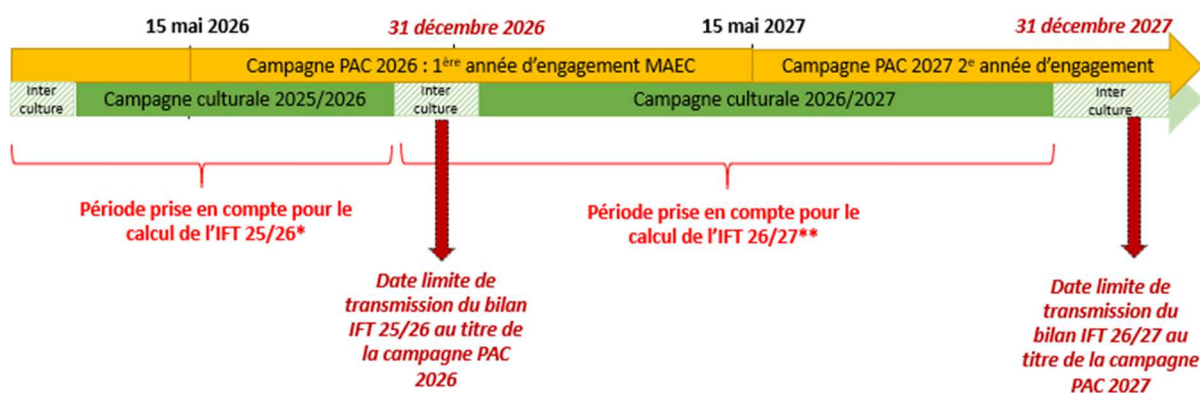 15 mai 2026
31 décembre 2026
15 mai 2027
31 décembre 2027
Campagne PAC 2026 : 1ère année d'engagement MAEC
Campagne PAC 2027 2e année d'engagement
Inter
culture
Campagne culturale 2025/2026
Inter
culture
Campagne culturale 2026/2027
Inter
culture
Période prise en compte pour le
calcul de l'IFT 25/26*
Période prise en compte pour le
calcul de l'IFT 26/27**
Date limite de
transmission du bilan
IFT 25/26 au titre de
la campagne PAC
2026
Date limite de
transmission du
bilan IFT 26/27 au
titre de la campagne
PAC 2027